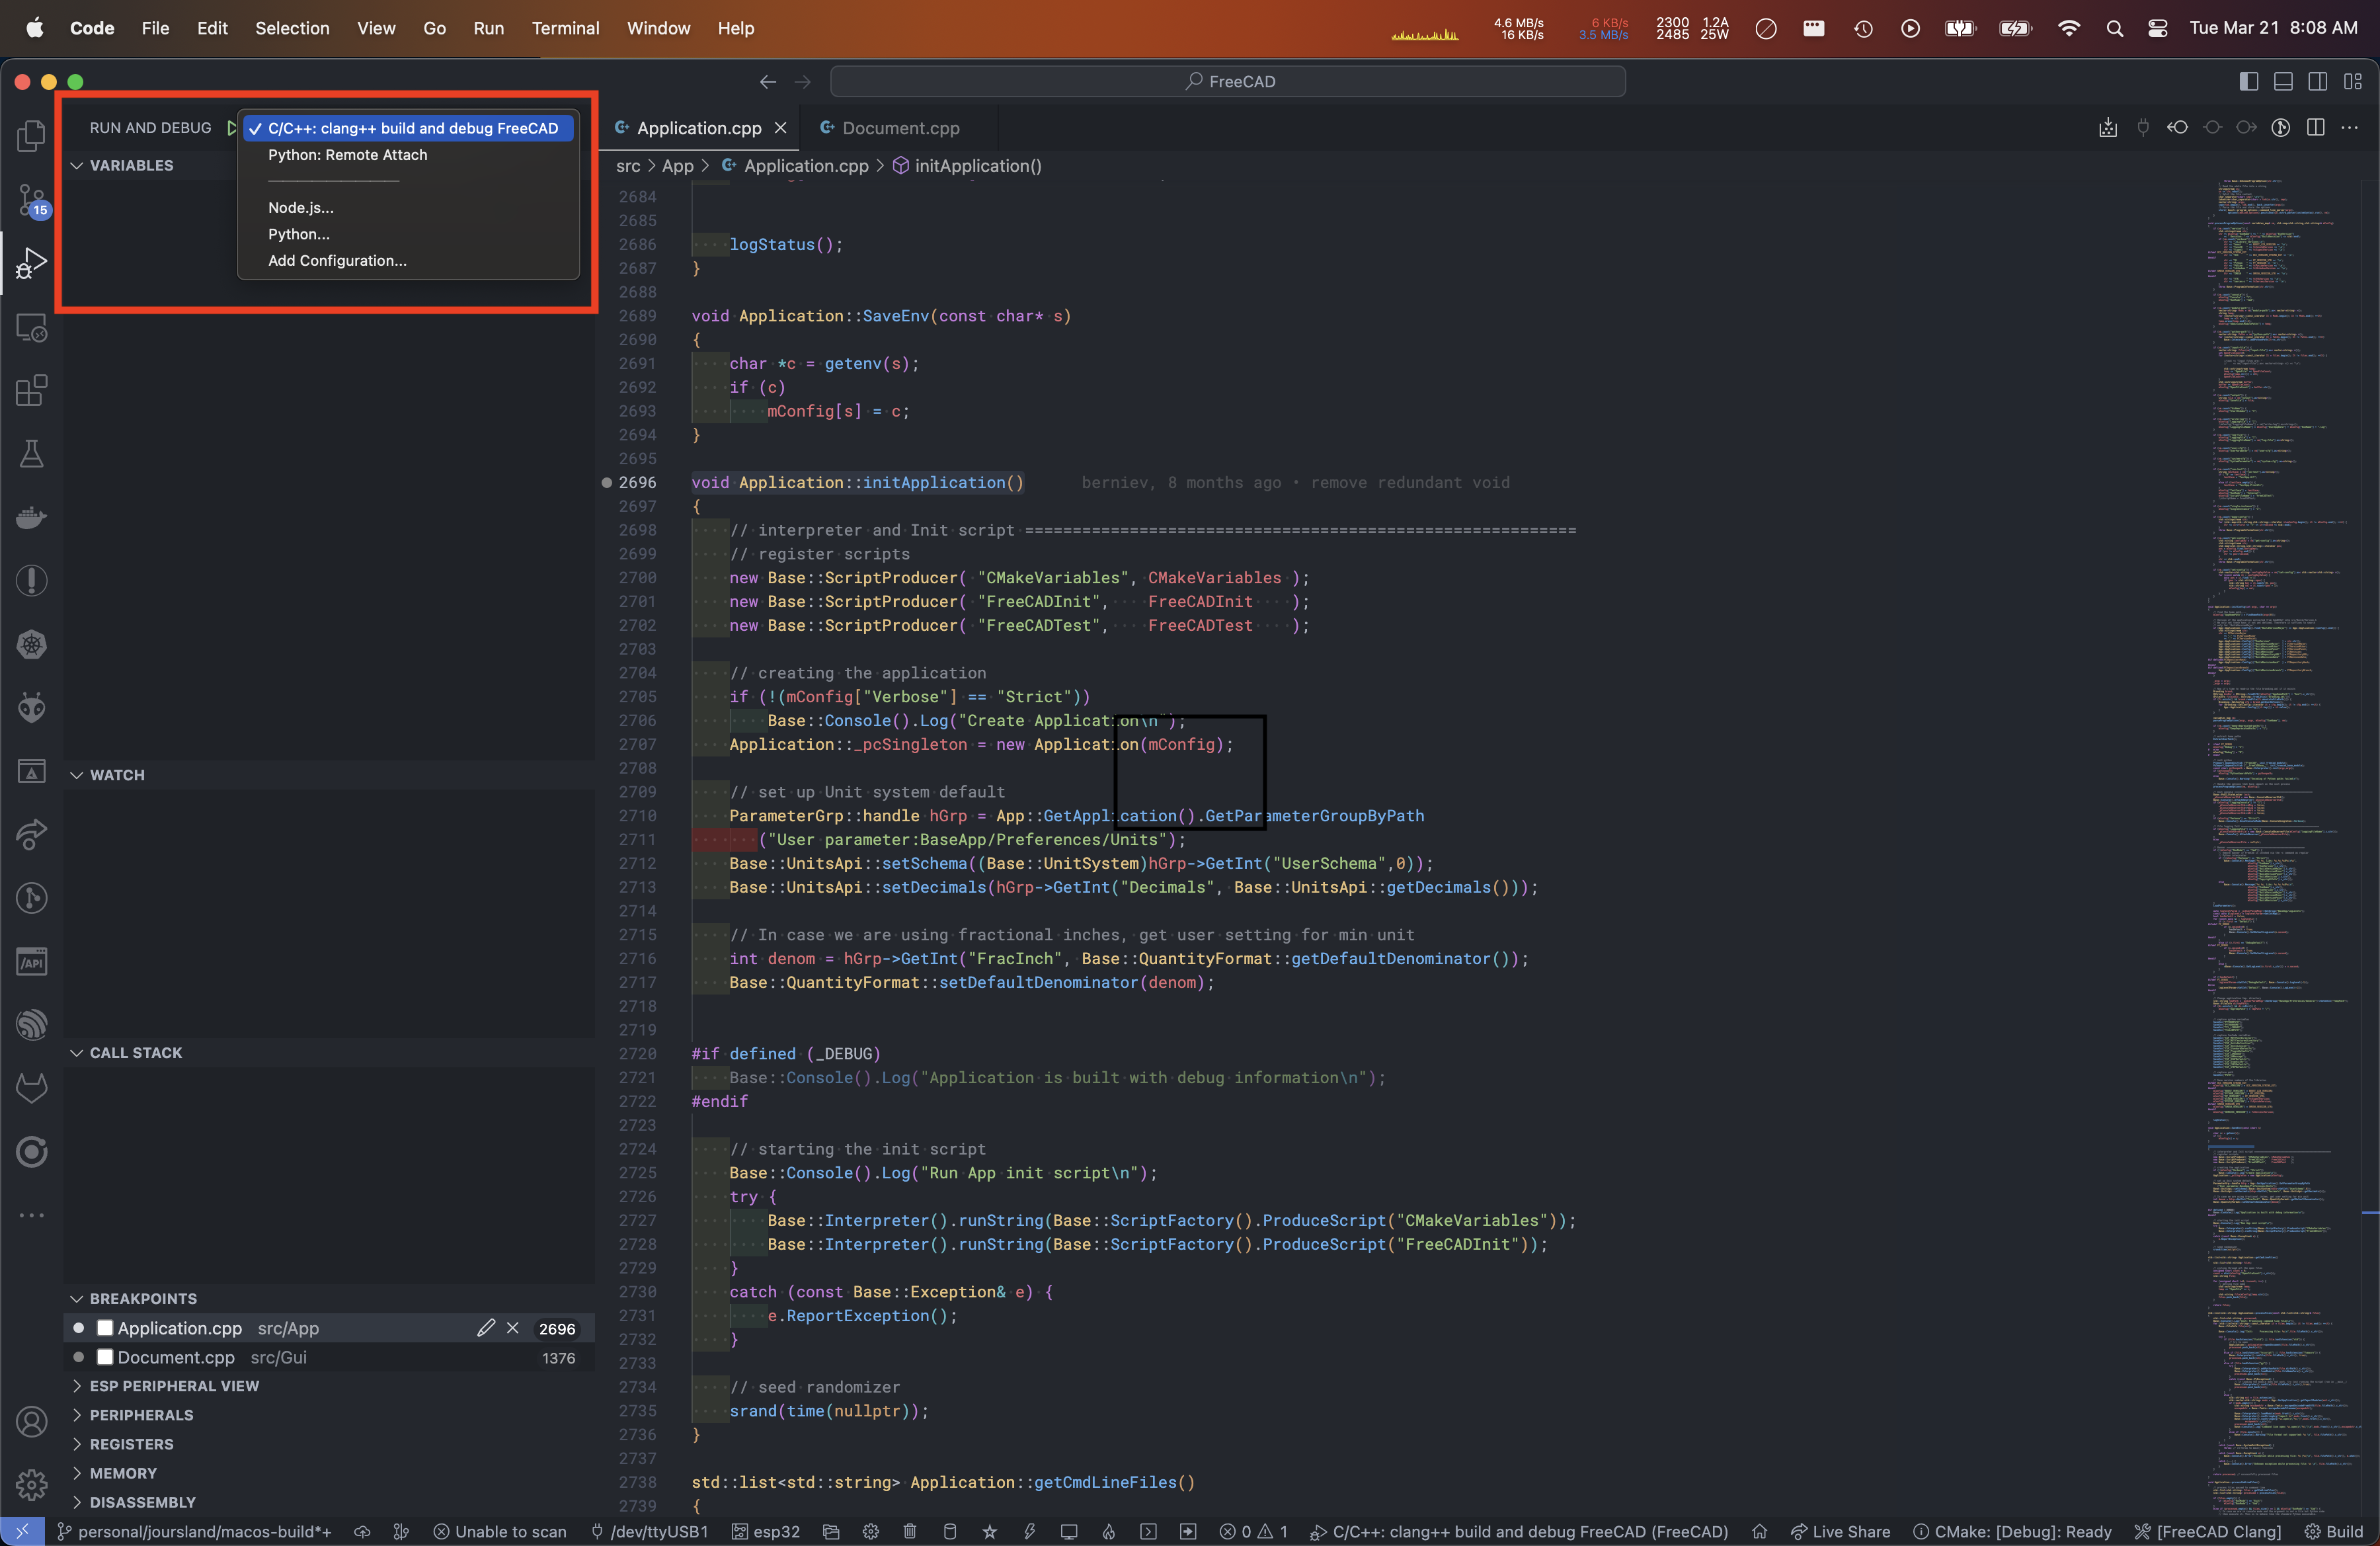 Code File Edit Selection View Go Run Terminal Window Help
4.6 MB/s 6 KB/s 2300 1.2A
16 KB/s 3.5 MB/s 2485 25W
Tue Mar 21 8:08 AM
FreeCAD
RUN AND DEBUG
✓ C/C++: clang++ build and debug FreeCAD
Python: Remote Attach
Node.js...
Python...
Add Configuration...
VARIABLES
15
WATCH
CALL STACK
BREAKPOINTS
Application.cpp src/App 2696
Document.cpp src/Gui 1376
ESP PERIPHERAL VIEW
PERIPHERALS
REGISTERS
MEMORY
DISASSEMBLY
/API
Application.cpp Document.cpp
src > App > Application.cpp > initApplication()
2684
2685
2686 logStatus();
2687 }
2688
2689 void Application::SaveEnv(const char* s)
2690 {
2691 char *c = getenv(s);
2692 if (c)
2693 mConfig[s] = c;
2694 }
2695
2696 void Application::initApplication() berniev, 8 months ago • remove redundant void
2697 {
2698 // interpreter and Init script ==========================================================
2699 // register scripts
2700 new Base::ScriptProducer( "CMakeVariables", CMakeVariables );
2701 new Base::ScriptProducer( "FreeCADInit", FreeCADInit );
2702 new Base::ScriptProducer( "FreeCADTest", FreeCADTest );
2703
2704 // creating the application
2705 if (!(mConfig["Verbose"] == "Strict"))
2706 Base::Console().Log("Create Application\n");
2707 Application::_pcSingleton = new Application(mConfig);
2708
2709 // set up Unit system default
2710 ParameterGrp::handle hGrp = App::GetApplication().GetParameterGroupByPath
2711 ("User parameter:BaseApp/Preferences/Units");
2712 Base::UnitsApi::setSchema((Base::UnitSystem)hGrp->GetInt("UserSchema",0));
2713 Base::UnitsApi::setDecimals(hGrp->GetInt("Decimals", Base::UnitsApi::getDecimals()));
2714
2715 // In case we are using fractional inches, get user setting for min unit
2716 int denom = hGrp->GetInt("FracInch", Base::QuantityFormat::getDefaultDenominator());
2717 Base::QuantityFormat::setDefaultDenominator(denom);
2718
2719
2720 #if defined (_DEBUG)
2721 Base::Console().Log("Application is built with debug information\n");
2722 #endif
2723
2724 // starting the init script
2725 Base::Console().Log("Run App init script\n");
2726 try {
2727 Base::Interpreter().runString(Base::ScriptFactory().ProduceScript("CMakeVariables"));
2728 Base::Interpreter().runString(Base::ScriptFactory().ProduceScript("FreeCADInit"));
2729 }
2730 catch (const Base::Exception& e) {
2731 e.ReportException();
2732 }
2733
2734 // seed randomizer
2735 srand(time(nullptr));
2736 }
2737
2738 std::list<std::string> Application::getCmdLineFiles()
2739 {
personal/joursland/macos-build*+ Unable to scan /dev/ttyUSB1 esp32 0 1 C/C++: clang++ build and debug FreeCAD (FreeCAD) Live Share CMake: [Debug]: Ready [FreeCAD Clang] Build